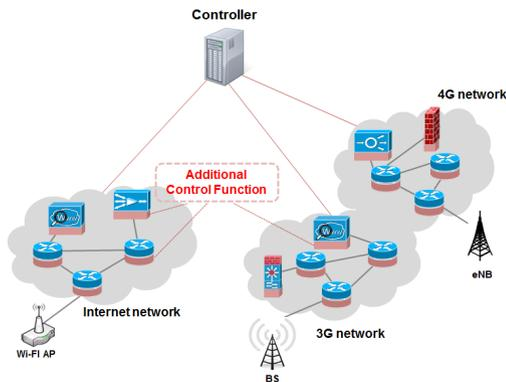 Controller
4G network
Additional
Control Function
eNB
Internet network
3G network
Wi-FI AP
BS